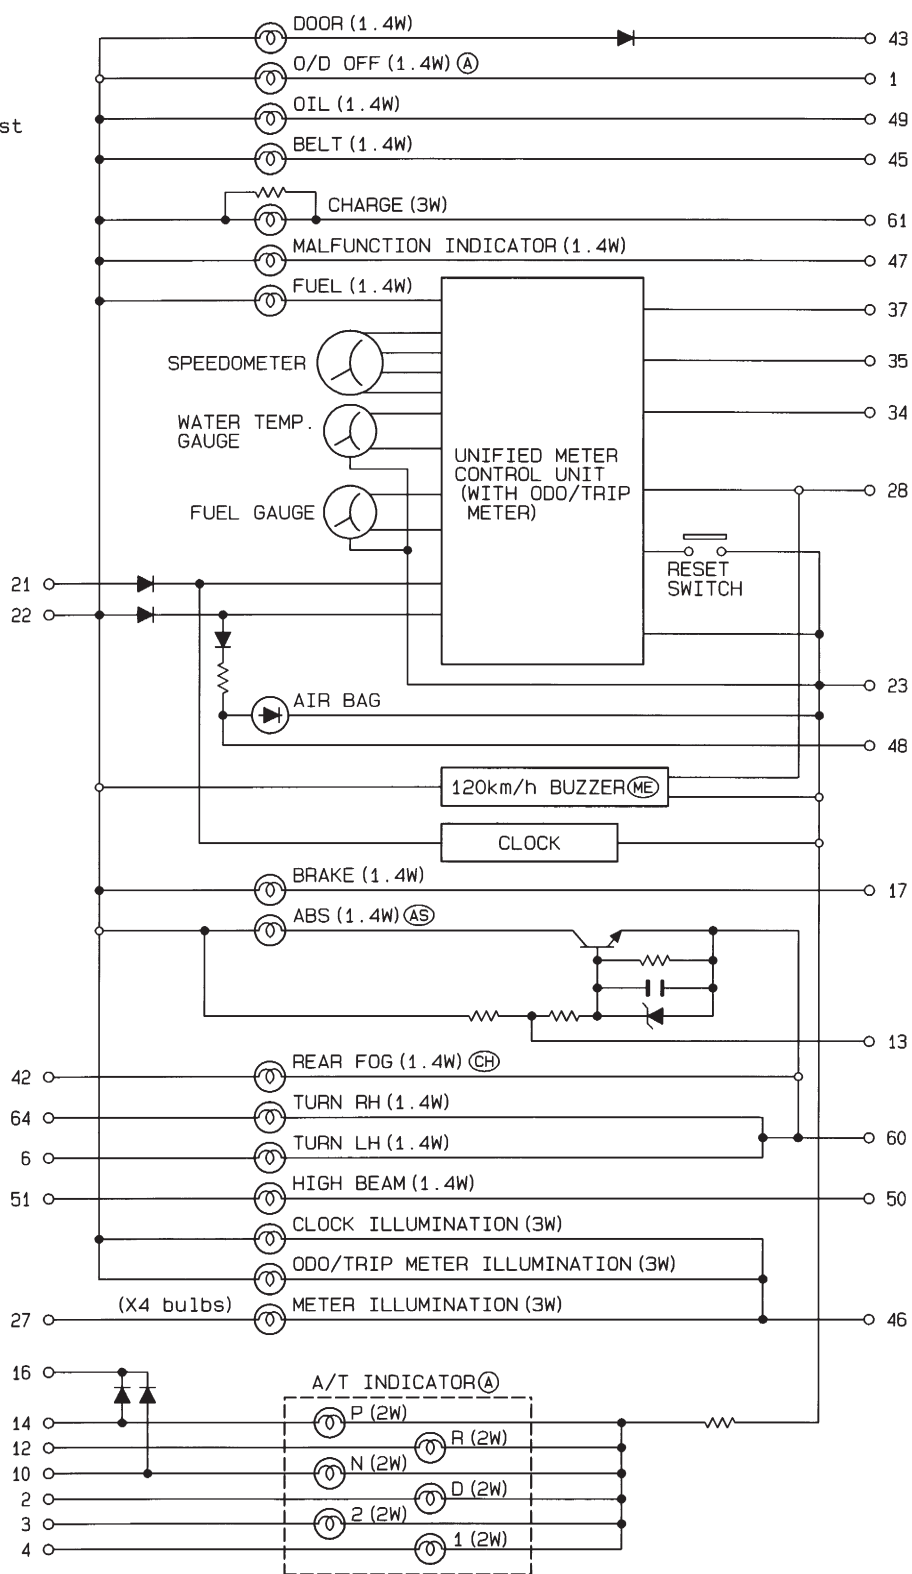 DOOR (1.4W)
43
O/D OFF (1.4W) A
1
OIL (1.4W)
49
st
BELT (1.4W)
45
CHARGE (3W)
61
MALFUNCTION INDICATOR (1.4W)
47
FUEL (1.4W)
37
SPEEDOMETER
35
WATER TEMP.
GAUGE
34
UNIFIED METER
CONTROL UNIT
(WITH ODO/TRIP
METER)
28
FUEL GAUGE
RESET
SWITCH
21
22
23
AIR BAG
48
120km/h BUZZER ME
CLOCK
BRAKE (1.4W)
17
ABS (1.4W) AS
13
42
REAR FOG (1.4W) CH
64
TURN RH (1.4W)
60
6
TURN LH (1.4W)
51
HIGH BEAM (1.4W)
50
CLOCK ILLUMINATION (3W)
ODO/TRIP METER ILLUMINATION (3W)
27
(X4 bulbs)
METER ILLUMINATION (3W)
46
16
A/T INDICATOR A
14
P (2W)
12
R (2W)
10
N (2W)
2
D (2W)
3
2 (2W)
4
1 (2W)